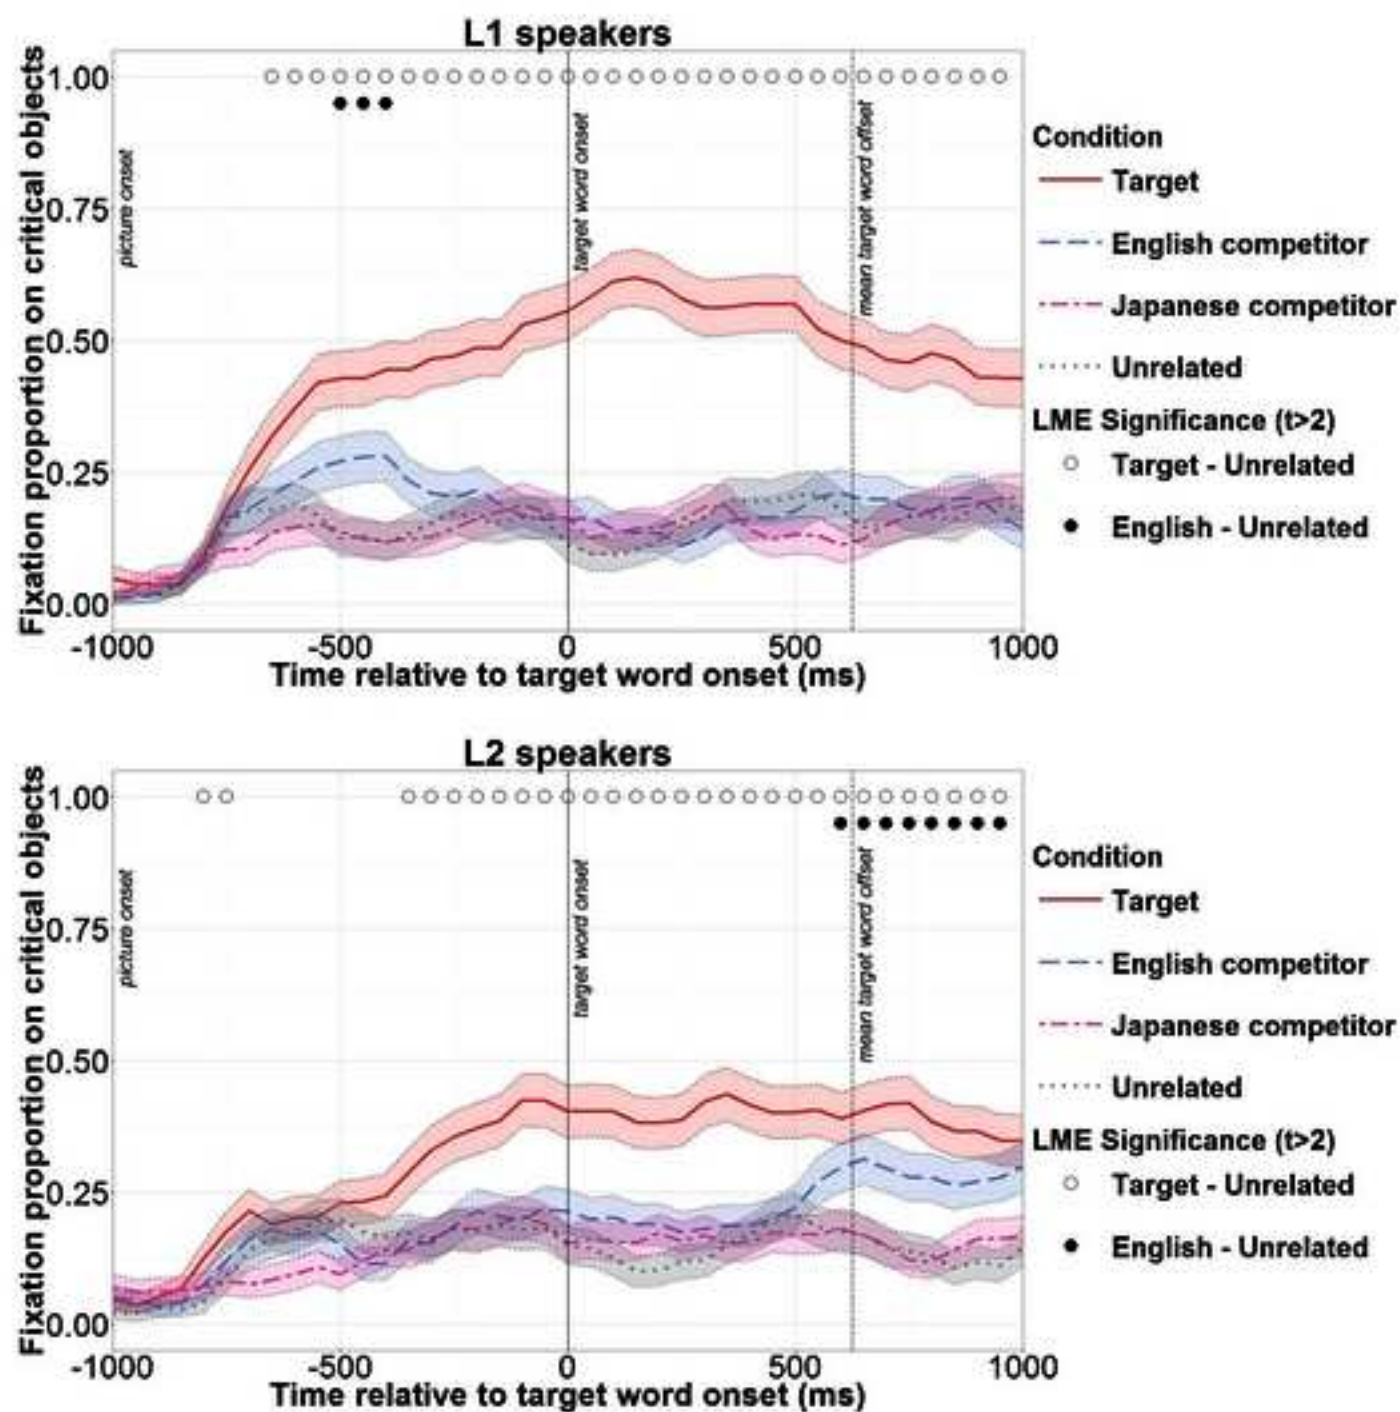 L1 speakers
Fixation proportion on critical objects
1.00
0.75
0.50
0.25
0.00
picture onset
target word onset
mean target word offset
-1000 -500 0 500 1000
Time relative to target word onset (ms)
Condition
Target
English competitor
Japanese competitor
Unrelated
LME Significance (t>2)
Target - Unrelated
English - Unrelated
L2 speakers
Fixation proportion on critical objects
1.00
0.75
0.50
0.25
0.00
picture onset
target word onset
mean target word offset
-1000 -500 0 500 1000
Time relative to target word onset (ms)
Condition
Target
English competitor
Japanese competitor
Unrelated
LME Significance (t>2)
Target - Unrelated
English - Unrelated